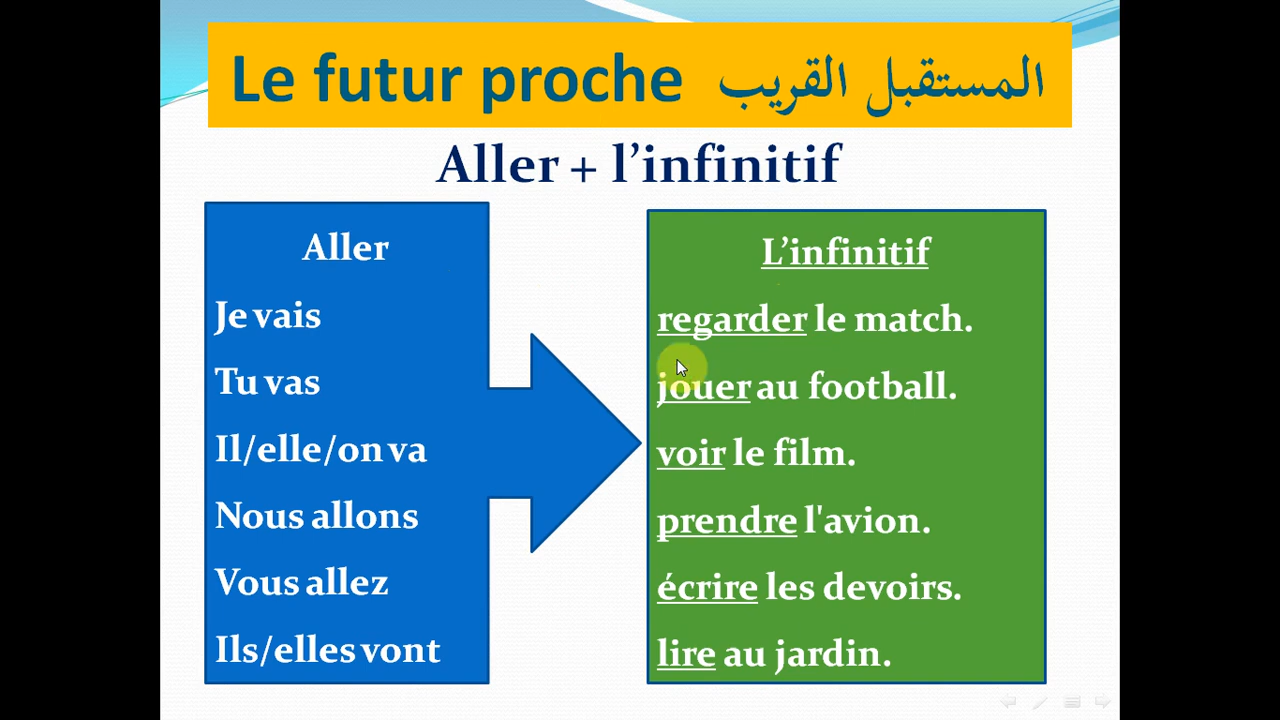 Le futur proche المستقبل القريب
Aller + l’infinitif
Aller
Je vais
Tu vas
Il/elle/on va
Nous allons
Vous allez
Ils/elles vont
L’infinitif
regarder le match.
jouer au football.
voir le film.
prendre l'avion.
écrire les devoirs.
lire au jardin.